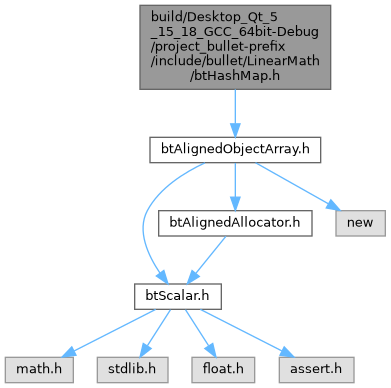 build/Desktop_Qt_5
_15_18_GCC_64bit-Debug
/project_bullet-prefix
/include/bullet/LinearMath
/btHashMap.h
btAlignedObjectArray.h
btAlignedAllocator.h
new
btScalar.h
math.h
stdlib.h
float.h
assert.h